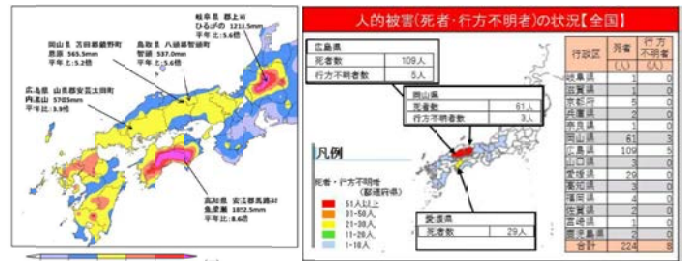 岐阜県 郡上市
ひるがの 1215.5mm
平年比:5.6倍
岡山県 苫田郡鏡野町
恩原 565.5mm
平年比:5.2倍
鳥取県 八頭郡智頭町
智頭 537.0mm
平年比:5.6倍
広島県 山県郡安芸太田町
内黒山 570.5mm
平年比:3.9倍
高知県 安芸郡馬路村
魚梁瀬 1852.5mm
平年比:8.6倍
人的被害(死者・行方不明者)の状況【全国】
広島県
死者数 109人
行方不明者数 5人
岡山県
死者数 61人
行方不明者数 3人
愛媛県
死者数 29人
凡例
死者・行方不明者
(都道府県)
51人以上
31-50人
21-30人
11-20人
1-10人
行政区 死者 行方不明者
(人) (人)
岐阜県 1 0
滋賀県 1 0
京都府 5 0
兵庫県 2 0
奈良県 1 0
岡山県 61 3
広島県 109 5
山口県 3 0
愛媛県 29 0
高知県 3 0
福岡県 4 0
佐賀県 2 0
宮崎県 1 0
鹿児島県 2 0
合計 224 8